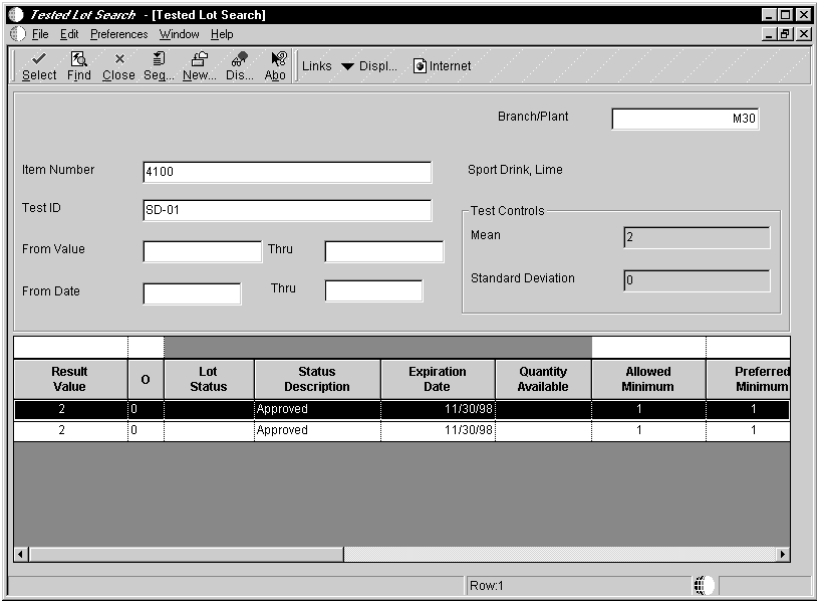 Tested Lot Search - [Tested Lot Search]
File Edit Preferences Window Help
Select Find Close Seq... New... Dis... Abo Links Displ... Internet
Branch/Plant M30
Item Number 4100 Sport Drink, Lime
Test ID SD-01
Test Controls
From Value Thru
Mean 2
From Date Thru
Standard Deviation 0
Result Value O Lot Status Status Description Expiration Date Quantity Available Allowed Minimum Preferred Minimum
2 0 Approved 11/30/98 1 1
2 0 Approved 11/30/98 1 1
Row:1